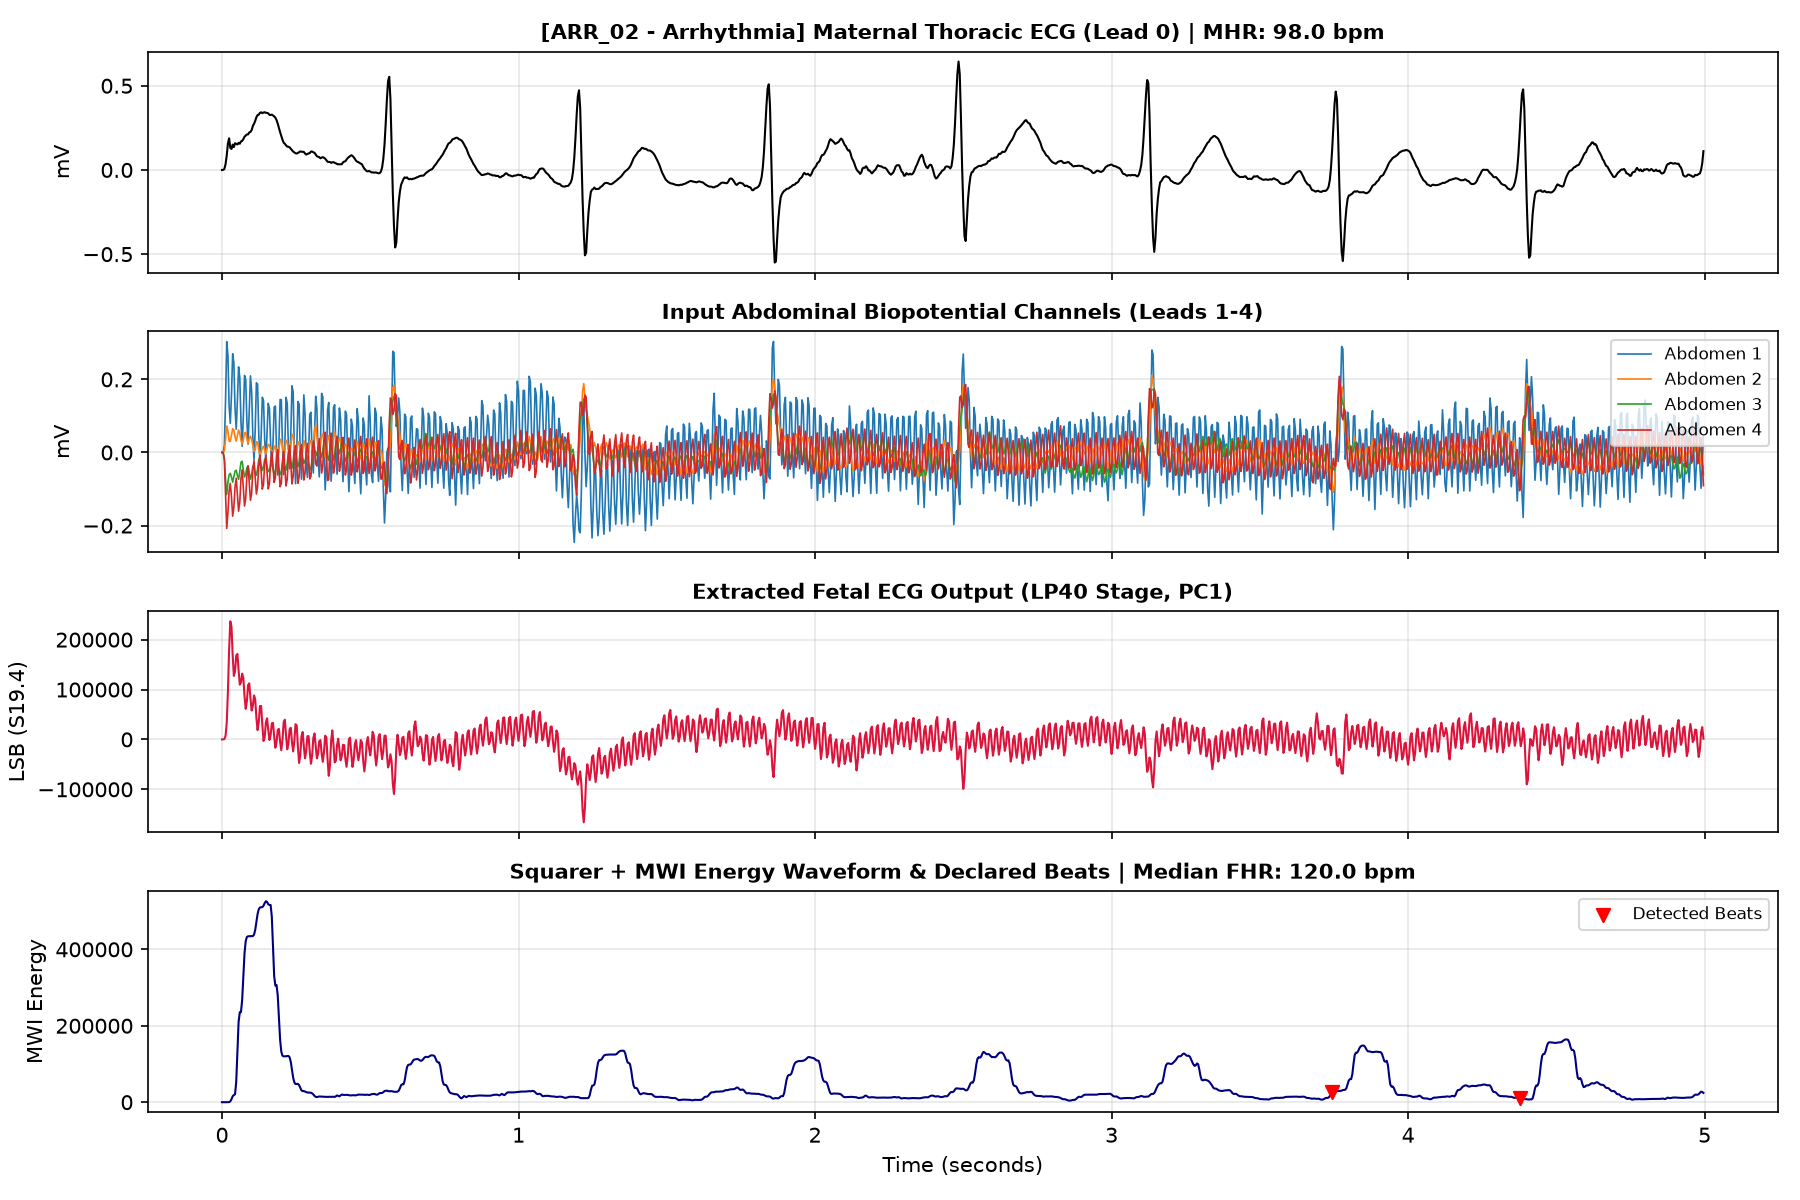 [ARR_02 - Arrhythmia] Maternal Thoracic ECG (Lead 0) | MHR: 98.0 bpm
0.5
0.0
−0.5
mV
Input Abdominal Biopotential Channels (Leads 1-4)
0.2
0.0
−0.2
mV
Abdomen 1
Abdomen 2
Abdomen 3
Abdomen 4
Extracted Fetal ECG Output (LP40 Stage, PC1)
200000
100000
0
−100000
LSB (S19.4)
Squarer + MWI Energy Waveform & Declared Beats | Median FHR: 120.0 bpm
400000
200000
0
MWI Energy
Detected Beats
0 1 2 3 4 5
Time (seconds)